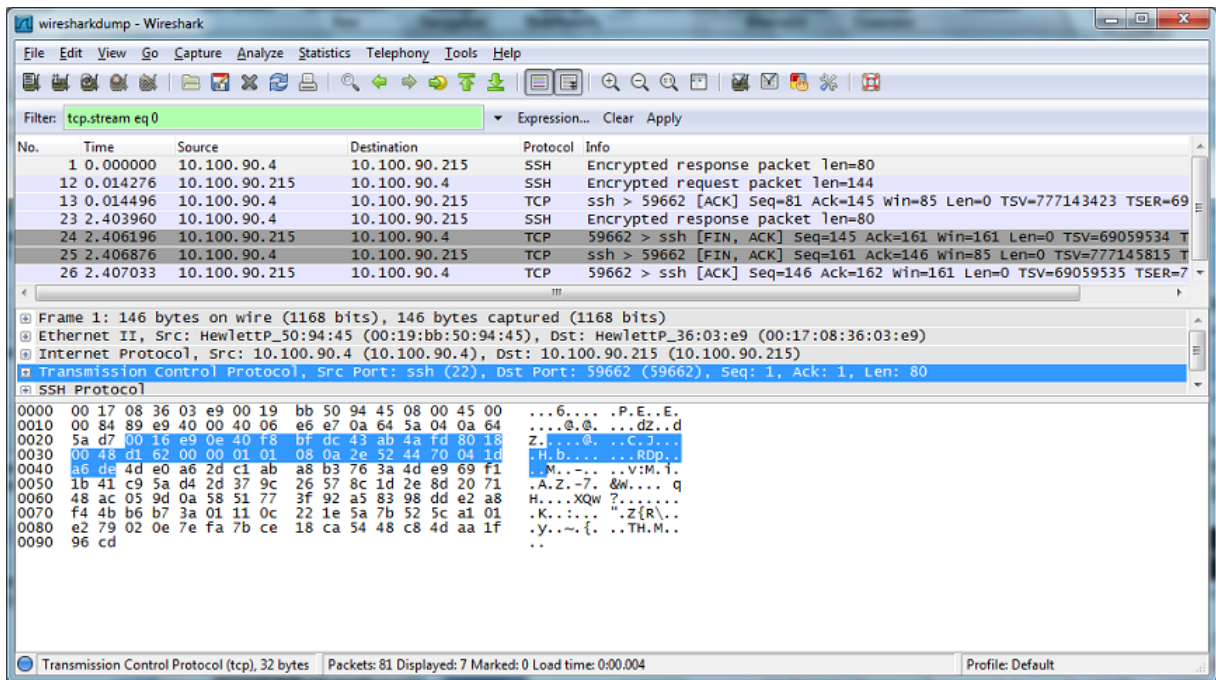 wiresharkdump - Wireshark
File Edit View Go Capture Analyze Statistics Telephony Tools Help
Filter: tcp.stream eq 0 Expression... Clear Apply
No. Time Source Destination Protocol Info
1 0.000000 10.100.90.4 10.100.90.215 SSH Encrypted response packet len=80
12 0.014276 10.100.90.215 10.100.90.4 SSH Encrypted request packet len=144
13 0.014496 10.100.90.4 10.100.90.215 TCP ssh > 59662 [ACK] Seq=81 Ack=145 Win=85 Len=0 TSV=777143423 TSER=69
23 2.403960 10.100.90.4 10.100.90.215 SSH Encrypted response packet len=80
24 2.406196 10.100.90.215 10.100.90.4 TCP 59662 > ssh [FIN, ACK] Seq=145 Ack=161 Win=161 Len=0 TSV=69059534 T
25 2.406876 10.100.90.4 10.100.90.215 TCP ssh > 59662 [FIN, ACK] Seq=161 Ack=146 Win=85 Len=0 TSV=777145815 T
26 2.407033 10.100.90.215 10.100.90.4 TCP 59662 > ssh [ACK] Seq=146 Ack=162 Win=161 Len=0 TSV=69059535 TSER=7
Frame 1: 146 bytes on wire (1168 bits), 146 bytes captured (1168 bits)
Ethernet II, Src: HewlettP_50:94:45 (00:19:bb:50:94:45), Dst: HewlettP_36:03:e9 (00:17:08:36:03:e9)
Internet Protocol, Src: 10.100.90.4 (10.100.90.4), Dst: 10.100.90.215 (10.100.90.215)
Transmission Control Protocol, Src Port: ssh (22), Dst Port: 59662 (59662), Seq: 1, Ack: 1, Len: 80
SSH Protocol
0000 00 17 08 36 03 e9 00 19 bb 50 94 45 08 00 45 00 ...6.... .P.E..E.
0010 00 84 89 e9 40 00 40 06 e6 e7 0a 64 5a 04 0a 64 ....@.@. ...dZ..d
0020 5a d7 00 16 e9 0e 40 f8 bf dc 43 ab 4a fd 80 18 Z.....@. ..C.J...
0030 00 48 d1 62 00 00 01 01 08 0a 2e 52 44 70 04 1d .H.b.... ...RDp..
0040 a6 de 4d e0 a6 2d c1 ab a8 b3 76 3a 4d e9 69 f1 ..M..-.. ..v:M.i.
0050 1b 41 c9 5a d4 2d 37 9c 26 57 8c 1d 2e 8d 20 71 .A.Z.-7. &W.... q
0060 48 ac 05 9d 0a 58 51 77 3f 92 a5 83 98 dd e2 a8 H....XQw ?.......
0070 f4 4b b6 b7 3a 01 11 0c 22 1e 5a 7b 52 5c a1 01 .K..:... ".Z{R\..
0080 e2 79 02 0e 7e fa 7b ce 18 ca 54 48 c8 4d aa 1f .y..~.{. ..TH.M..
0090 96 cd ..
Transmission Control Protocol (tcp), 32 bytes Packets: 81 Displayed: 7 Marked: 0 Load time: 0:00.004 Profile: Default